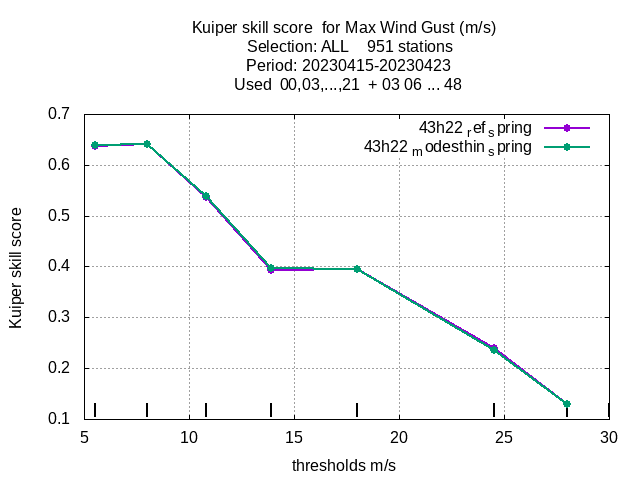 Kuiper skill score  for Max Wind Gust (m/s)
Selection: ALL    951 stations
Period: 20230415-20230423
Used  00,03,...,21  + 03 06 ... 48
43h22 ref spring
43h22 modesthin spring
0.7
0.6
0.5
0.4
0.3
0.2
0.1
Kuiper skill score
5 10 15 20 25 30
thresholds m/s